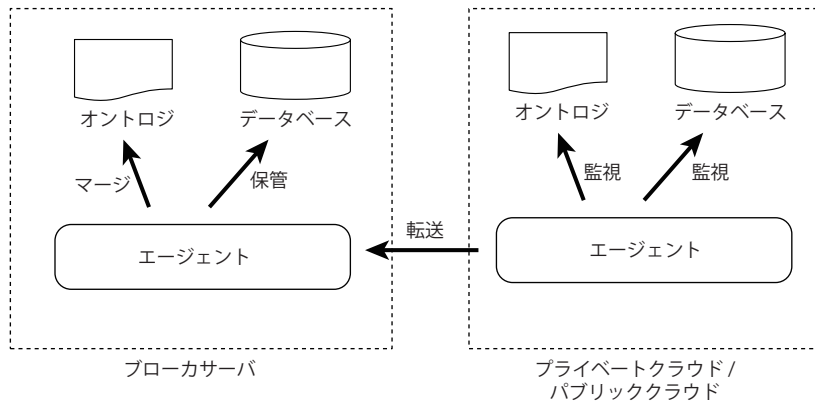 オントロジ
データベース
マージ
保管
エージェント
ブローカサーバ
転送
オントロジ
データベース
監視
監視
エージェント
プライベートクラウド /
パブリッククラウド